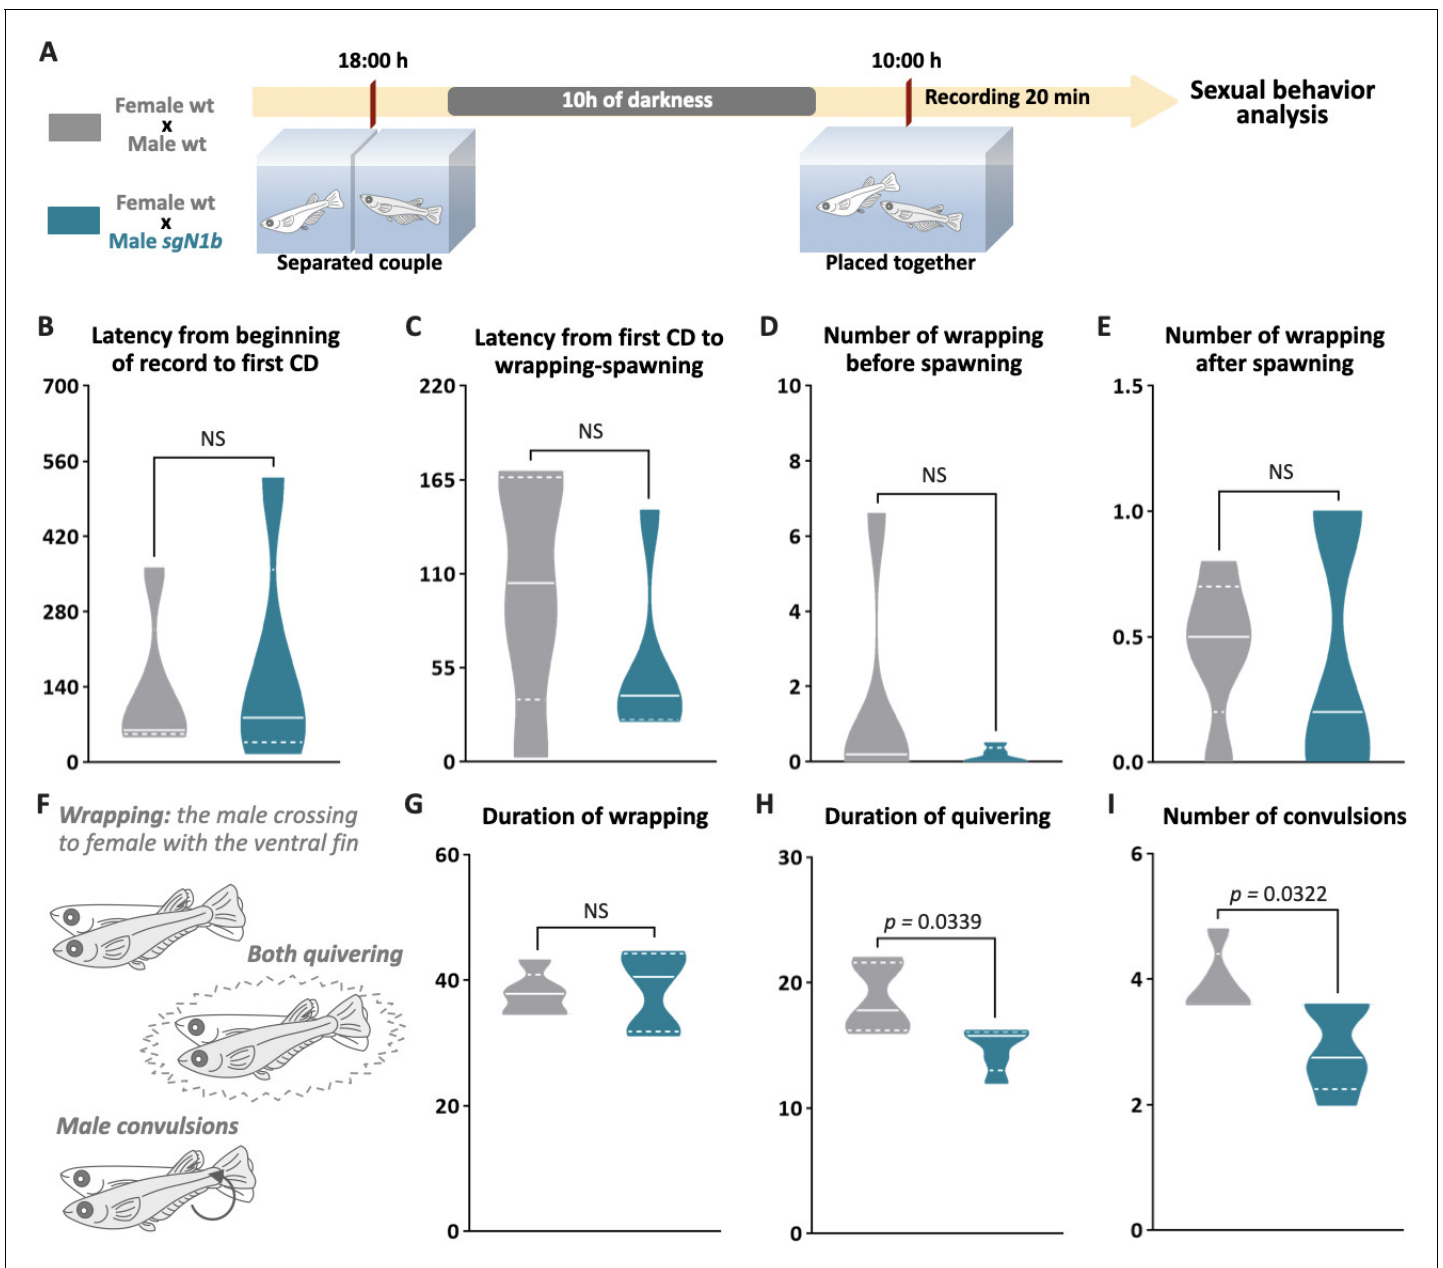 A
18:00 h
10:00 h
10h of darkness
Recording 20 min
Sexual behavior
analysis
Female wt
x
Male wt
Female wt
x
Male sgN1b
Separated couple
Placed together
B
Latency from beginning
of record to first CD
700
560
420
280
140
0
NS
C
Latency from first CD to
wrapping-spawning
220
165
110
55
0
NS
D
Number of wrapping
before spawning
10
8
6
4
2
0
NS
E
Number of wrapping
after spawning
1.5
1.0
0.5
0.0
NS
F
Wrapping: the male crossing
to female with the ventral fin
Both quivering
Male convulsions
G
Duration of wrapping
60
40
20
0
NS
H
Duration of quivering
30
20
10
0
p = 0.0339
I
Number of convulsions
6
4
2
0
p = 0.0322